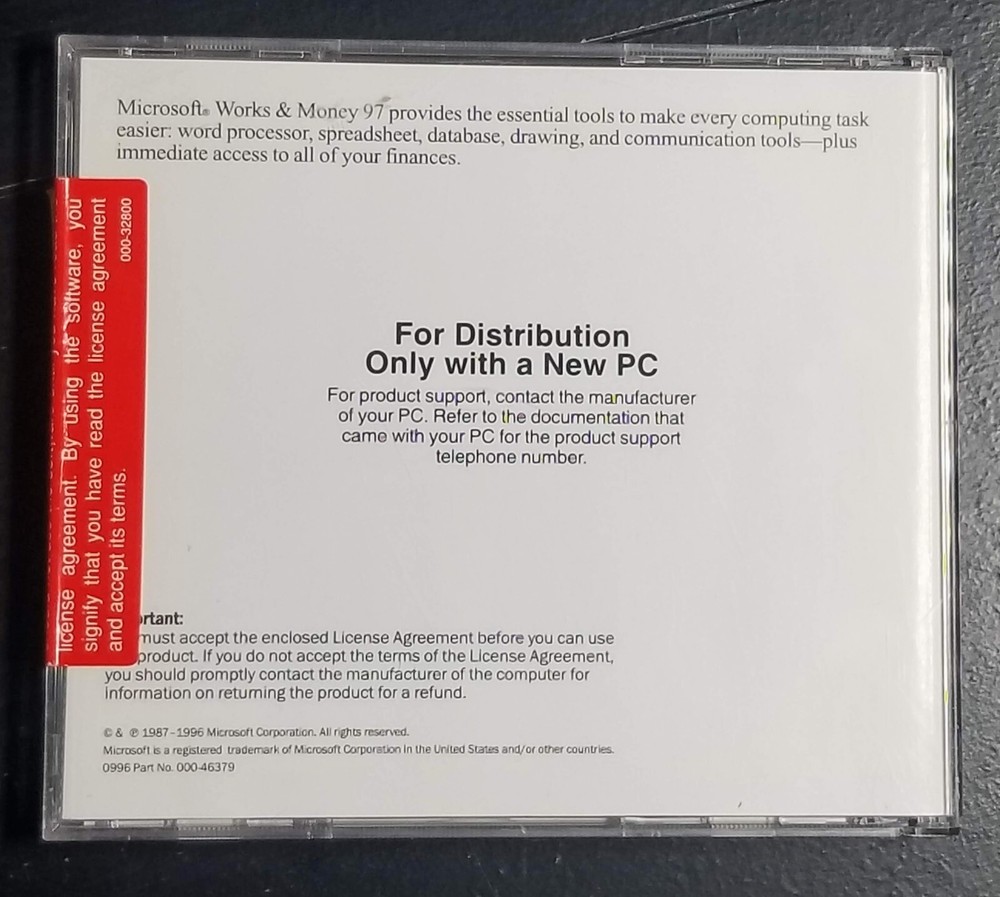 Microsoft® Works & Money 97 provides the essential tools to make every computing task
easier: word processor, spreadsheet, database, drawing, and communication tools—plus
immediate access to all of your finances.
license agreement. By using the software, you
signify that you have read the license agreement
and accept its terms.
000-32800
For Distribution
Only with a New PC
For product support, contact the manufacturer
of your PC. Refer to the documentation that
came with your PC for the product support
telephone number.
rtant:
must accept the enclosed License Agreement before you can use
product. If you do not accept the terms of the License Agreement,
you should promptly contact the manufacturer of the computer for
information on returning the product for a refund.
© & ℗ 1987-1996 Microsoft Corporation. All rights reserved.
Microsoft is a registered trademark of Microsoft Corporation in the United States and/or other countries.
0996 Part No. 000-46379